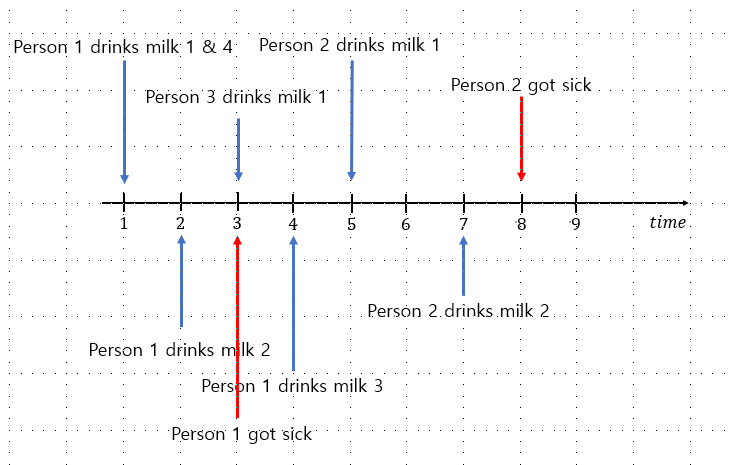 Person 1 drinks milk 1 & 4
Person 2 drinks milk 1
Person 3 drinks milk 1
Person 2 got sick
1 2 3 4 5 6 7 8 9 time
Person 2 drinks milk 2
Person 1 drinks milk 2
Person 1 drinks milk 3
Person 1 got sick